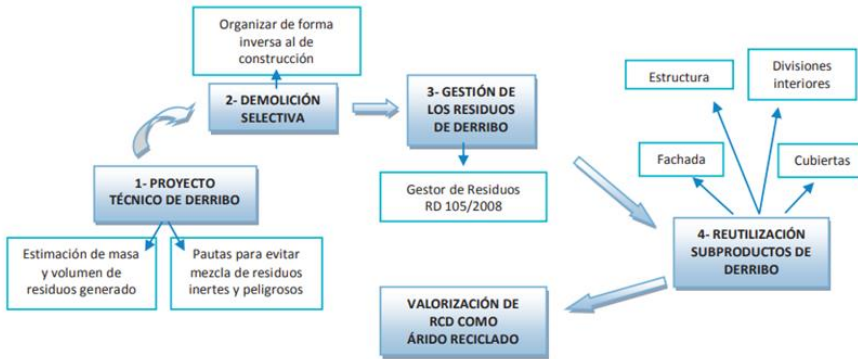 Organizar de forma
inversa al de
construcción
2- DEMOLICIÓN
SELECTIVA
3- GESTIÓN DE
LOS RESIDUOS
DE DERRIBO
Estructura
Divisiones
interiores
1- PROYECTO
TÉCNICO DE DERRIBO
Gestor de Residuos
RD 105/2008
Fachada
Cubiertas
Estimación de masa
y volumen de
residuos generado
Pautas para evitar
mezcla de residuos
inertes y peligrosos
4- REUTILIZACIÓN
SUBPRODUCTOS DE
DERRIBO
VALORIZACIÓN DE
RCD COMO
ÁRIDO RECICLADO